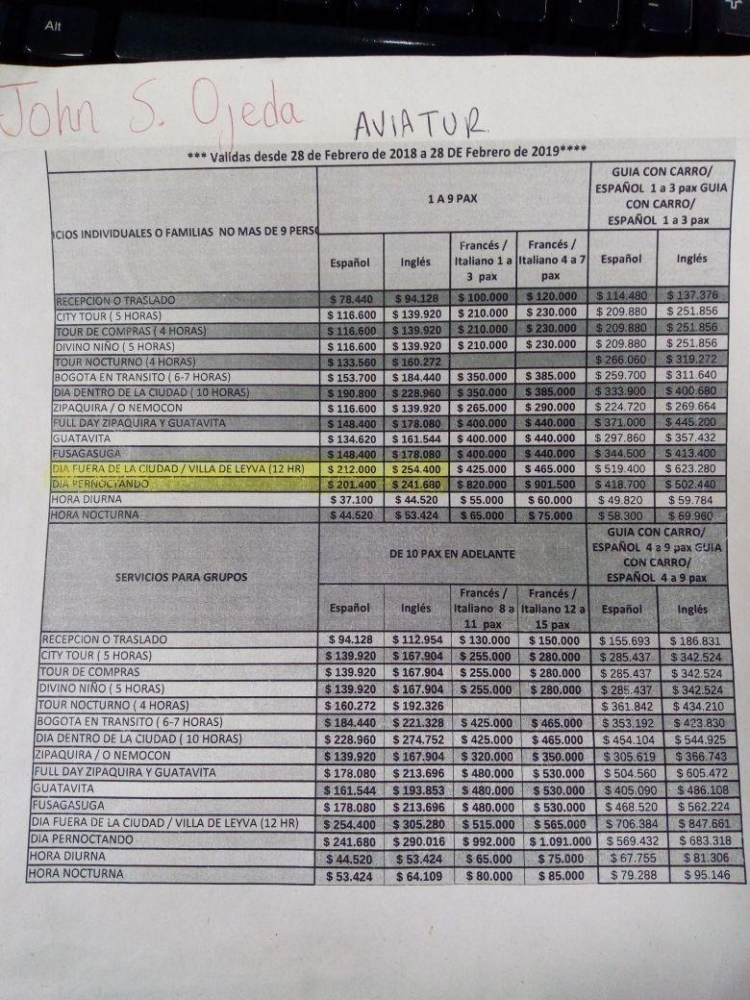 Alt
John S. Ojeda
AVIATUR.
*** Validas desde 28 de Febrero de 2018 a 28 DE Febrero de 2019****
ICIOS INDIVIDUALES O FAMILIAS NO MAS DE 9 PERSO
1 A 9 PAX
GUIA CON CARRO/
ESPAÑOL 1 a 3 pax GUIA
CON CARRO/
ESPAÑOL 1 a 3 pax
Español Inglés Francés / Italiano 1 a 3 pax Francés / Italiano 4 a 7 pax Español Inglés
RECEPCION O TRASLADO $ 78.440 $ 94.128 $ 100.000 $ 120.000 $ 114.480 $ 137.376
CITY TOUR ( 5 HORAS) $ 116.600 $ 139.920 $ 210.000 $ 230.000 $ 209.880 $ 251.856
TOUR DE COMPRAS ( 4 HORAS) $ 116.600 $ 139.920 $ 210.000 $ 230.000 $ 209.880 $ 251.856
DIVINO NIÑO ( 5 HORAS) $ 116.600 $ 139.920 $ 210.000 $ 230.000 $ 209.880 $ 251.856
TOUR NOCTURNO (4 HORAS) $ 133.560 $ 160.272 $ 266.060 $ 319.272
BOGOTA EN TRANSITO ( 6-7 HORAS) $ 153.700 $ 184.440 $ 350.000 $ 385.000 $ 259.700 $ 311.640
DIA DENTRO DE LA CIUDAD ( 10 HORAS) $ 190.800 $ 228.960 $ 350.000 $ 385.000 $ 333.900 $ 400.680
ZIPAQUIRA / O NEMOCON $ 116.600 $ 139.920 $ 265.000 $ 290.000 $ 224.720 $ 269.664
FULL DAY ZIPAQUIRA Y GUATAVITA $ 148.400 $ 178.080 $ 400.000 $ 440.000 $ 371.000 $ 445.200
GUATAVITA $ 134.620 $ 161.544 $ 400.000 $ 440.000 $ 297.860 $ 357.432
FUSAGASUGA $ 148.400 $ 178.080 $ 400.000 $ 440.000 $ 344.500 $ 413.400
DIA FUERA DE LA CIUDAD / VILLA DE LEYVA (12 HR) $ 212.000 $ 254.400 $ 425.000 $ 465.000 $ 519.400 $ 623.280
DIA PERNOCTANDO $ 201.400 $ 241.680 $ 820.000 $ 901.500 $ 418.700 $ 502.440
HORA DIURNA $ 37.100 $ 44.520 $ 55.000 $ 60.000 $ 49.820 $ 59.784
HORA NOCTURNA $ 44.520 $ 53.424 $ 65.000 $ 75.000 $ 58.300 $ 69.960
SERVICIOS PARA GRUPOS
DE 10 PAX EN ADELANTE
GUIA CON CARRO/
ESPAÑOL 4 a 9 pax GUIA
CON CARRO/
ESPAÑOL 4 a 9 pax
Español Inglés Francés / Italiano 8 a 11 pax Francés / Italiano 12 a 15 pax Español Inglés
RECEPCION O TRASLADO $ 94.128 $ 112.954 $ 130.000 $ 150.000 $ 155.693 $ 186.831
CITY TOUR ( 5 HORAS) $ 139.920 $ 167.904 $ 255.000 $ 280.000 $ 285.437 $ 342.524
TOUR DE COMPRAS $ 139.920 $ 167.904 $ 255.000 $ 280.000 $ 285.437 $ 342.524
DIVINO NIÑO ( 5 HORAS) $ 139.920 $ 167.904 $ 255.000 $ 280.000 $ 285.437 $ 342.524
TOUR NOCTURNO ( 4 HORAS) $ 160.272 $ 192.326 $ 361.842 $ 434.210
BOGOTA EN TRANSITO ( 6-7 HORAS) $ 184.440 $ 221.328 $ 425.000 $ 465.000 $ 353.192 $ 423.830
DIA DENTRO DE LA CIUDAD ( 10 HORAS) $ 228.960 $ 274.752 $ 425.000 $ 465.000 $ 454.104 $ 544.925
ZIPAQUIRA / O NEMOCON $ 139.920 $ 167.904 $ 320.000 $ 350.000 $ 305.619 $ 366.743
FULL DAY ZIPAQUIRA Y GUATAVITA $ 178.080 $ 213.696 $ 480.000 $ 530.000 $ 504.560 $ 605.472
GUATAVITA $ 161.544 $ 193.853 $ 480.000 $ 530.000 $ 405.090 $ 486.108
FUSAGASUGA $ 178.080 $ 213.696 $ 480.000 $ 530.000 $ 468.520 $ 562.224
DIA FUERA DE LA CIUDAD / VILLA DE LEYVA (12 HR) $ 254.400 $ 305.280 $ 515.000 $ 565.000 $ 706.384 $ 847.661
DIA PERNOCTANDO $ 241.680 $ 290.016 $ 992.000 $ 1.091.000 $ 569.432 $ 683.318
HORA DIURNA $ 44.520 $ 53.424 $ 65.000 $ 75.000 $ 67.755 $ 81.306
HORA NOCTURNA $ 53.424 $ 64.109 $ 80.000 $ 85.000 $ 79.288 $ 95.146